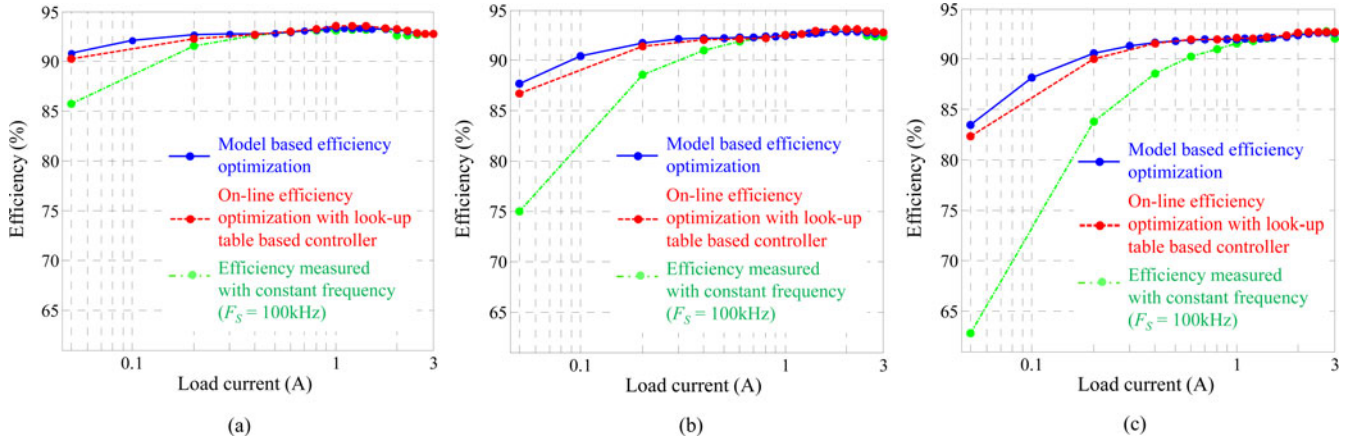 95
90
85
80
75
70
65
Efficiency (%)
Model based efficiency
optimization
On-line efficiency
optimization with look-up
table based controller
Efficiency measured
with constant frequency
(FS = 100kHz)
0.1
1
3
Load current (A)
(a)
95
90
85
80
75
70
65
Efficiency (%)
Model based efficiency
optimization
On-line efficiency
optimization with look-up
table based controller
Efficiency measured
with constant frequency
(FS = 100kHz)
0.1
1
3
Load current (A)
(b)
95
90
85
80
75
70
65
Efficiency (%)
Model based efficiency
optimization
On-line efficiency
optimization with look-up
table based controller
Efficiency measured
with constant frequency
(FS = 100kHz)
0.1
1
3
Load current (A)
(c)